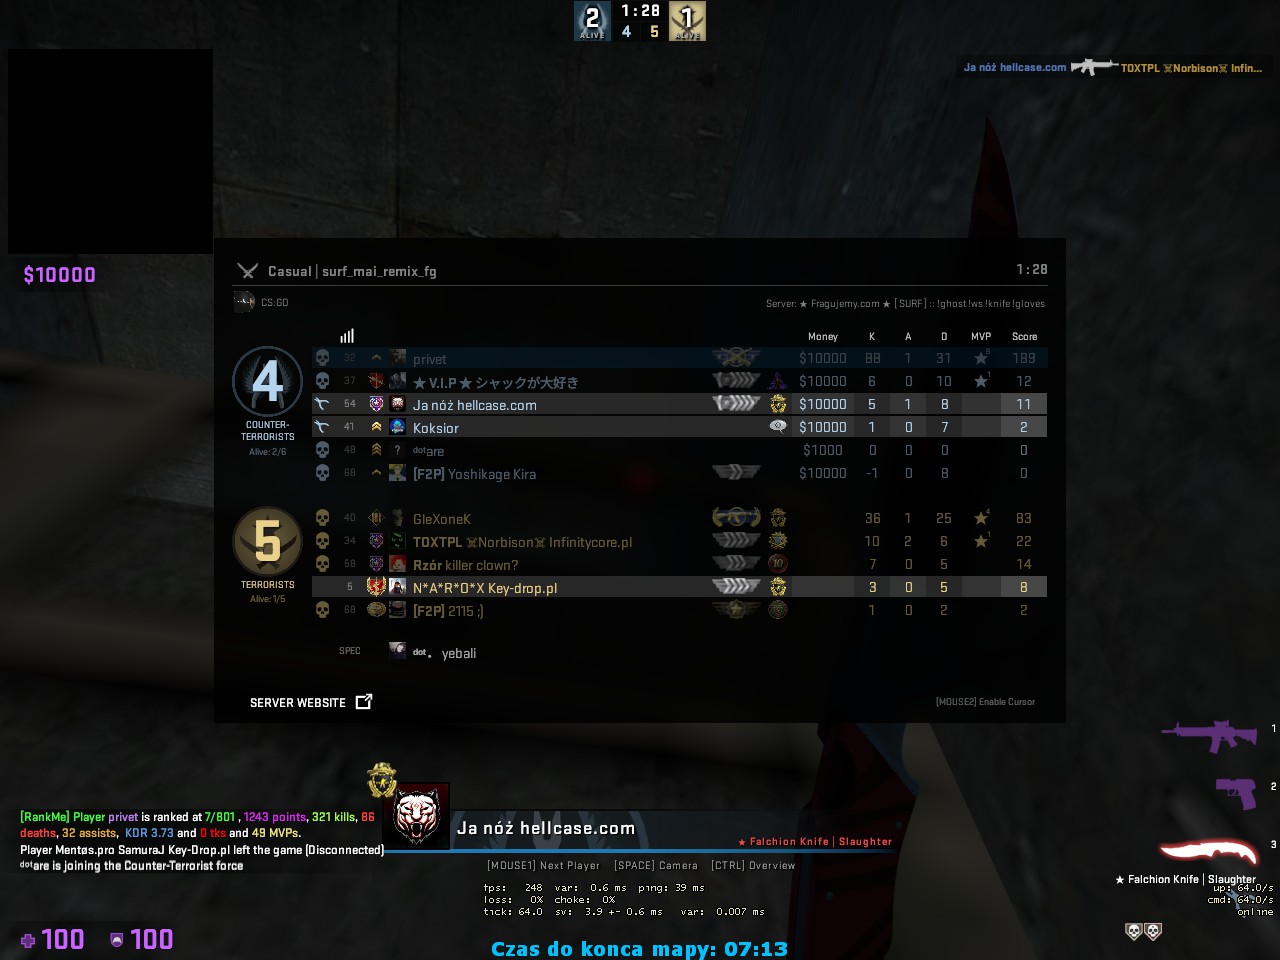 2 1:28 1
ALIVE 4 5 ALIVE
Ja nóż hellcase.com TOXTPL ☠Norbison☠ Infin...
$10000
Casual | surf_mai_remix_fg 1:28
CS:GO Server: ★ Fragujemy.com ★ [SURF] :: !ghost !ws !knife !gloves
Money K A D MVP Score
4
COUNTER-
TERRORISTS
Alive: 2/6
32 privet $10000 88 1 31 ★8 189
37 ★ V.I.P ★ シャックが大好き $10000 6 0 10 ★1 12
54 Ja nóż hellcase.com $10000 5 1 8 11
41 Koksior $10000 1 0 7 2
48 ? dotare $1000 0 0 0 0
68 [F2P] Yoshikage Kira $10000 -1 0 8 0
5
TERRORISTS
Alive: 1/5
40 GleXoneK 36 1 25 ★4 83
34 TOXTPL ☠Norbison☠ Infinitycore.pl 10 2 6 ★1 22
58 Rzór killer clown? 10 7 0 5 14
5 N*A*R*O*X Key-drop.pl 3 0 5 8
68 [F2P] 2115 ;) 1 0 2 2
SPEC dot. yebali
SERVER WEBSITE [MOUSE2] Enable Cursor
1
2
3
★ Falchion Knife | Slaughter
up: 64.0/s
cmd: 64.0/s
online
[RankMe] Player privet is ranked at 7/801 , 1243 points, 321 kills, 86
deaths, 32 assists, KDR 3.73 and 0 tks and 49 MVPs.
Player Mentøs.pro SamuraJ Key-Drop.pl left the game (Disconnected)
dotare is joining the Counter-Terrorist force
Ja nóż hellcase.com
★ Falchion Knife | Slaughter
[MOUSE1] Next Player [SPACE] Camera [CTRL] Overview
fps: 248 var: 0.6 ms ping: 39 ms
loss: 0% choke: 0%
tick: 64.0 sv: 3.9 +- 0.6 ms var: 0.007 ms
100 100
Czas do konca mapy: 07:13